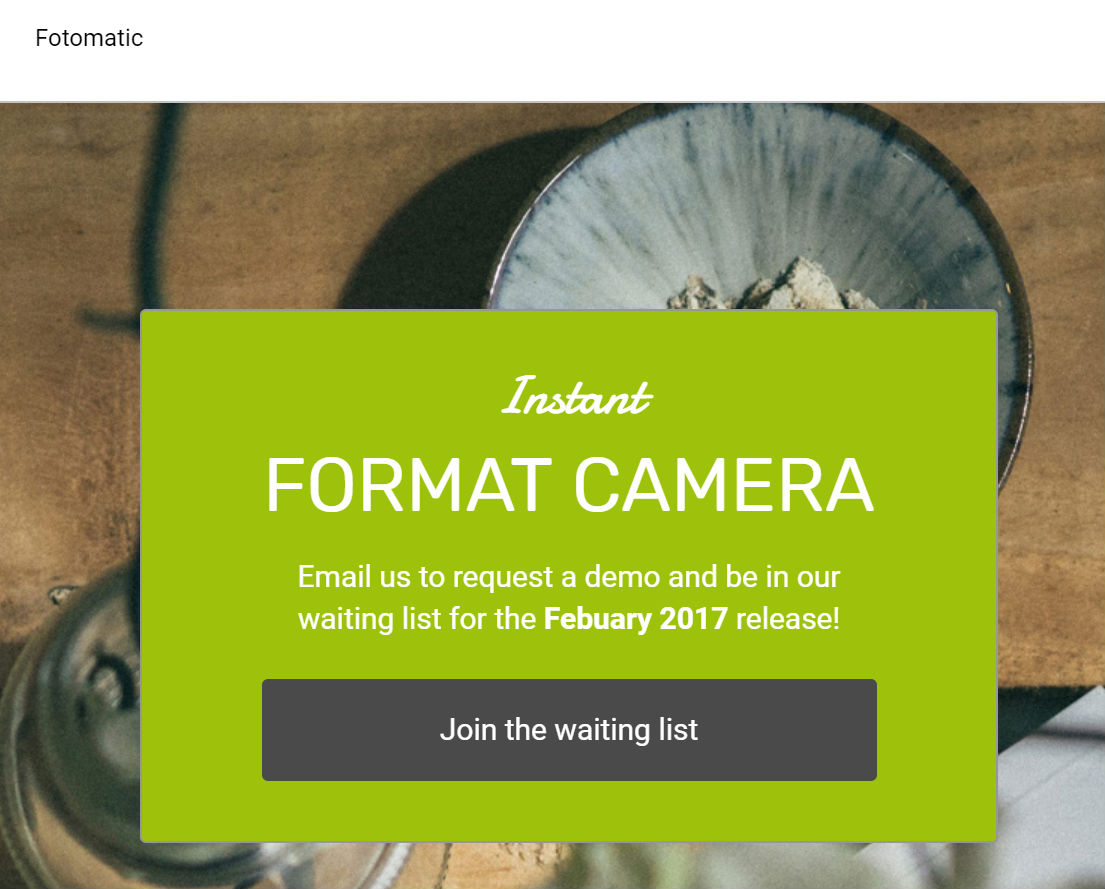 Fotomatic
Instant
FORMAT CAMERA
Email us to request a demo and be in our
waiting list for the Febuary 2017 release!
Join the waiting list